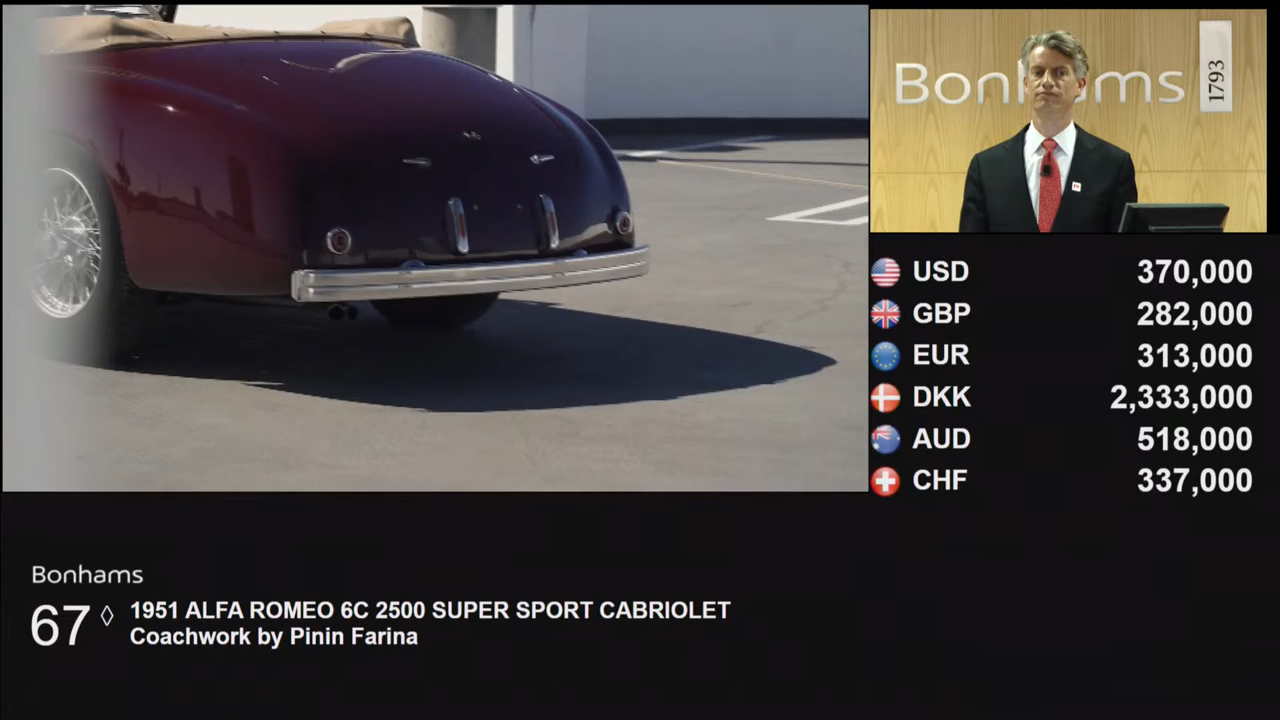 Bonhams
1793
USD 370,000
GBP 282,000
EUR 313,000
DKK 2,333,000
AUD 518,000
CHF 337,000
Bonhams
67 ◊ 1951 ALFA ROMEO 6C 2500 SUPER SPORT CABRIOLET
Coachwork by Pinin Farina